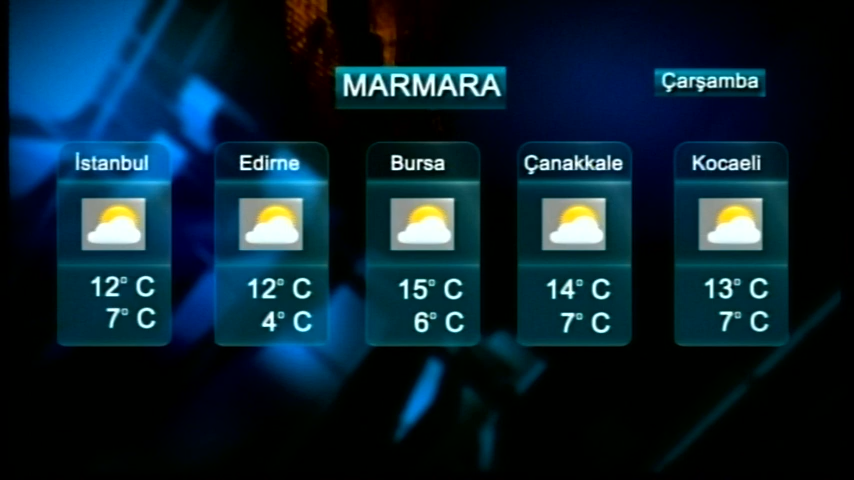 MARMARA
Çarşamba
İstanbul
12° C
7° C
Edirne
12° C
4° C
Bursa
15° C
6° C
Çanakkale
14° C
7° C
Kocaeli
13° C
7° C